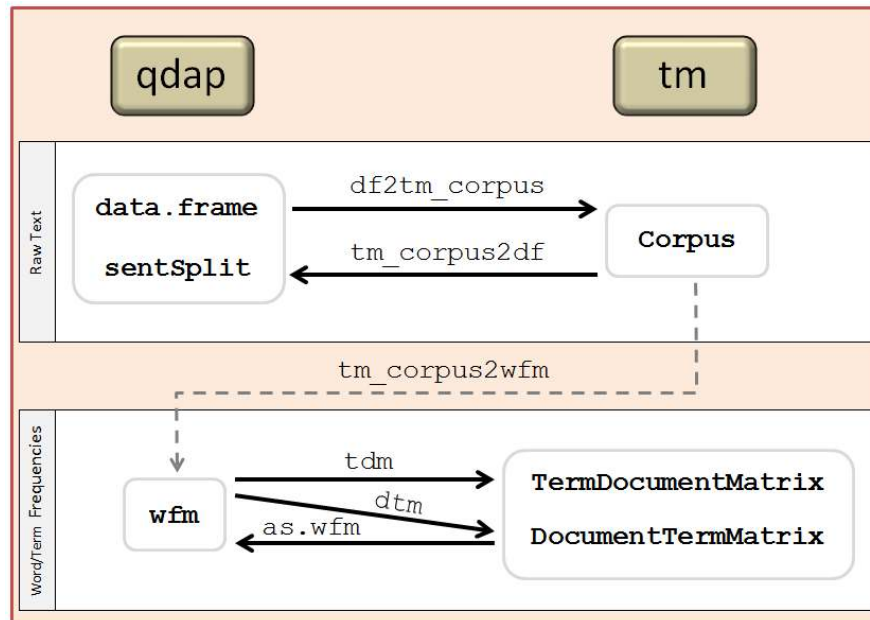 qdap
tm
Raw Text
data.frame
sentSplit
df2tm_corpus
tm_corpus2df
Corpus
tm_corpus2wfm
Word/Term Frequencies
wfm
tdm
dtm
as.wfm
TermDocumentMatrix
DocumentTermMatrix